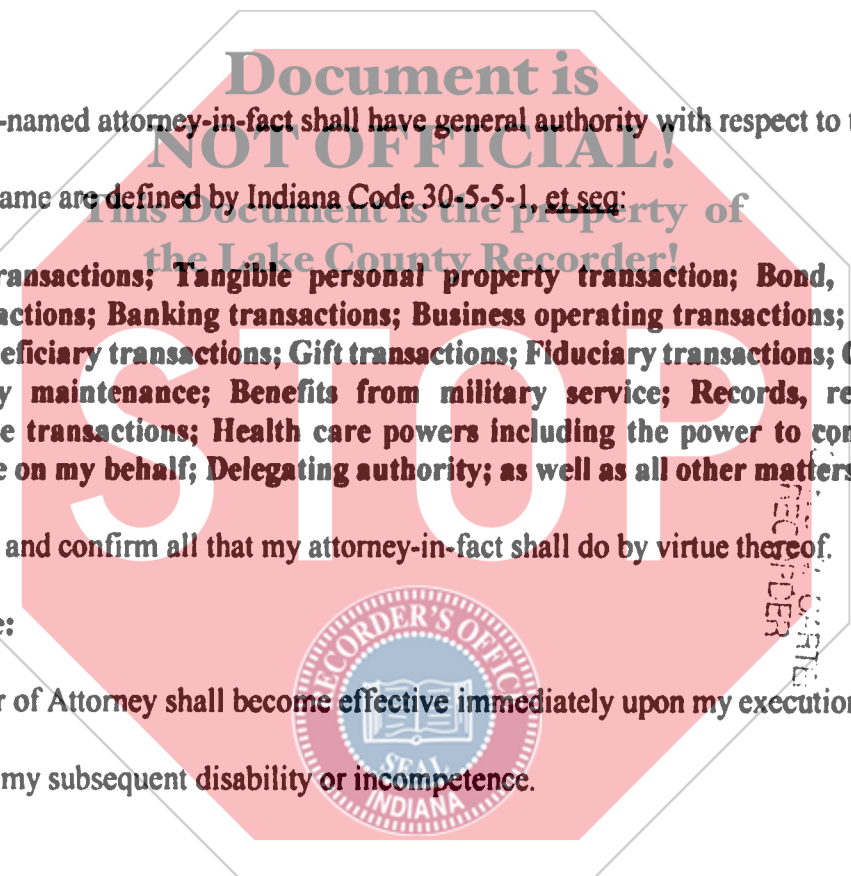 Document is
-named attorney-in-fact shall have general authority with respect to t
NOT OFFICIAL!
ame are defined by Indiana Code 30-5-5-1, et seq:
This Document is the property of
the Lake County Recorder!
ransactions; Tangible personal property transaction; Bond,
actions; Banking transactions; Business operating transactions;
eficiary transactions; Gift transactions; Fiduciary transactions;
y maintenance; Benefits from military service; Records, re
e transactions; Health care powers including the power to con
e on my behalf; Delegating authority; as well as all other matters
STOP
and confirm all that my attorney-in-fact shall do by virtue thereof.
RECORDER
e:
RECORDER'S OFFICE
r of Attorney shall become effective immediately upon my execution
SEAL
my subsequent disability or incompetence.
INDIANA